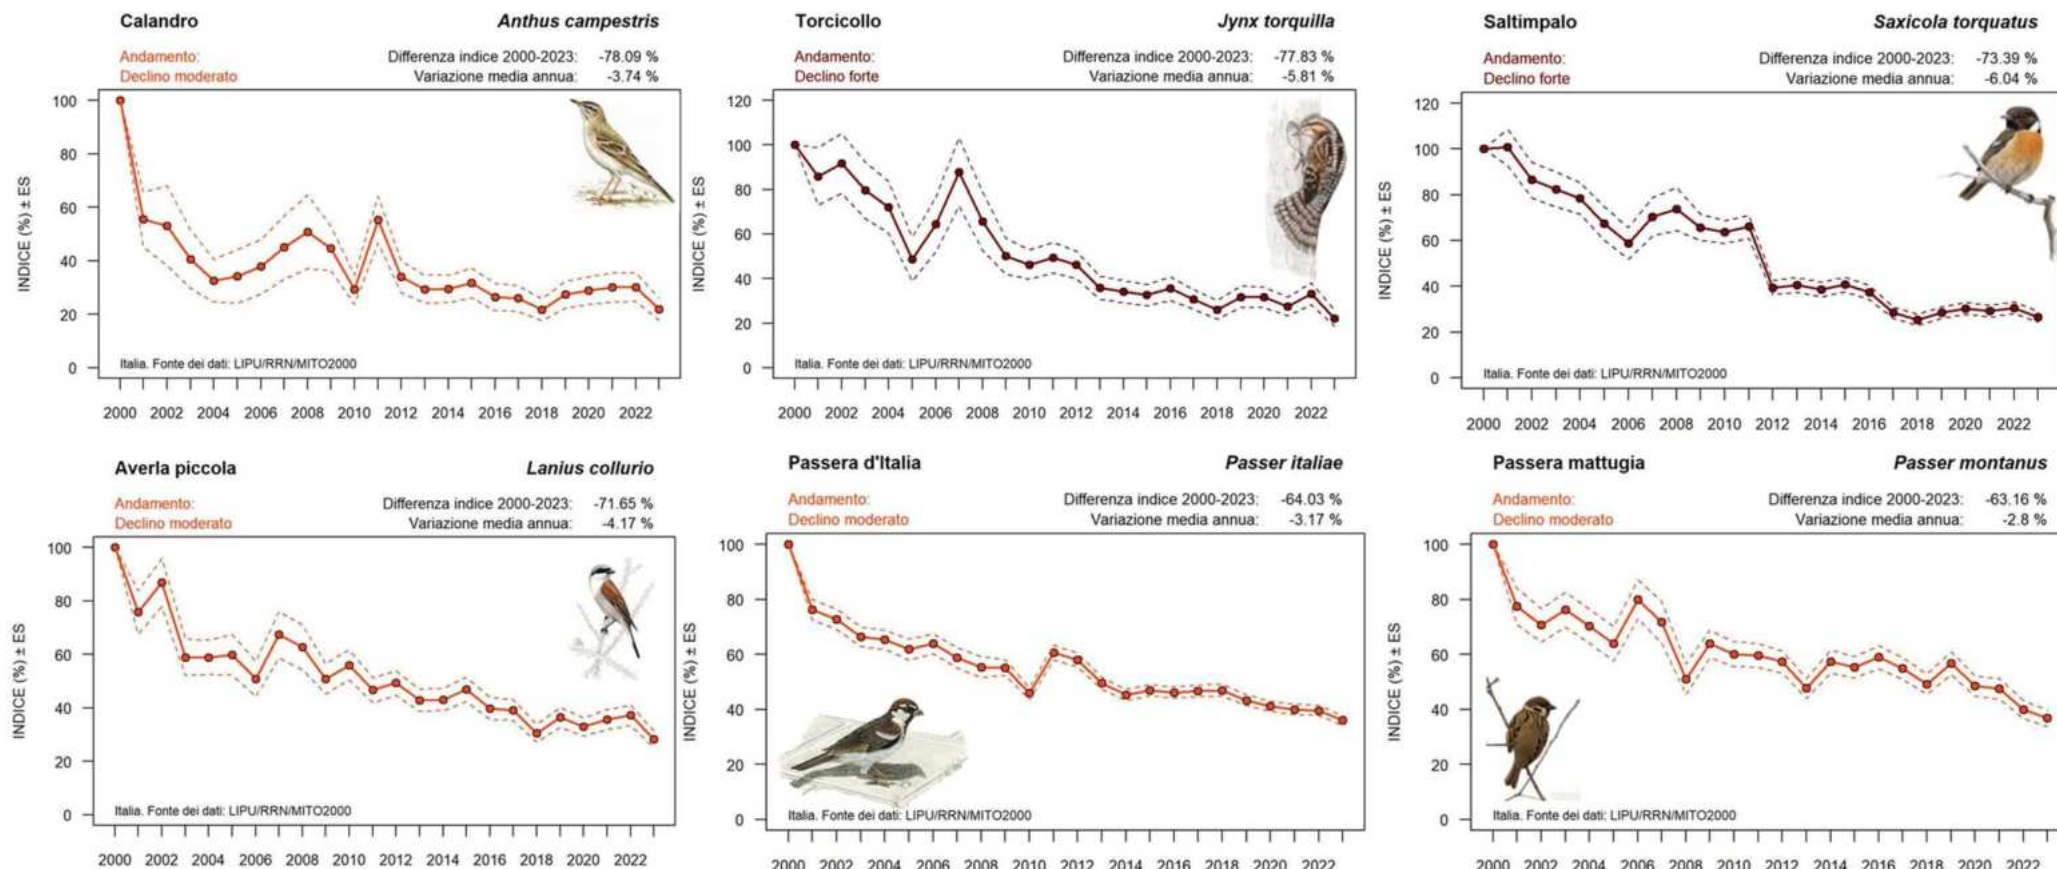 Calandro Anthus campestris
Andamento: Differenza indice 2000-2023: -78.09 %
Declino moderato Variazione media annua: -3.74 %
INDICE (%) ± ES
100
80
60
40
20
0
Italia. Fonte dei dati: LIPU/RRN/MITO2000
2000 2002 2004 2006 2008 2010 2012 2014 2016 2018 2020 2022
Torcicollo Jynx torquilla
Andamento: Differenza indice 2000-2023: -77.83 %
Declino forte Variazione media annua: -5.81 %
INDICE (%) ± ES
120
100
80
60
40
20
0
Italia. Fonte dei dati: LIPU/RRN/MITO2000
2000 2002 2004 2006 2008 2010 2012 2014 2016 2018 2020 2022
Saltimpalo Saxicola torquatus
Andamento: Differenza indice 2000-2023: -73.39 %
Declino forte Variazione media annua: -6.04 %
INDICE (%) ± ES
120
100
80
60
40
20
0
Italia. Fonte dei dati: LIPU/RRN/MITO2000
2000 2002 2004 2006 2008 2010 2012 2014 2016 2018 2020 2022
Averla piccola Lanius collurio
Andamento: Differenza indice 2000-2023: -71.65 %
Declino moderato Variazione media annua: -4.17 %
INDICE (%) ± ES
100
80
60
40
20
0
Italia. Fonte dei dati: LIPU/RRN/MITO2000
2000 2002 2004 2006 2008 2010 2012 2014 2016 2018 2020 2022
Passera d'Italia Passer italiae
Andamento: Differenza indice 2000-2023: -64.03 %
Declino moderato Variazione media annua: -3.17 %
INDICE (%) ± ES
100
80
60
40
20
0
Italia. Fonte dei dati: LIPU/RRN/MITO2000
2000 2002 2004 2006 2008 2010 2012 2014 2016 2018 2020 2022
Passera mattugia Passer montanus
Andamento: Differenza indice 2000-2023: -63.16 %
Declino moderato Variazione media annua: -2.8 %
INDICE (%) ± ES
100
80
60
40
20
0
Italia. Fonte dei dati: LIPU/RRN/MITO2000
2000 2002 2004 2006 2008 2010 2012 2014 2016 2018 2020 2022